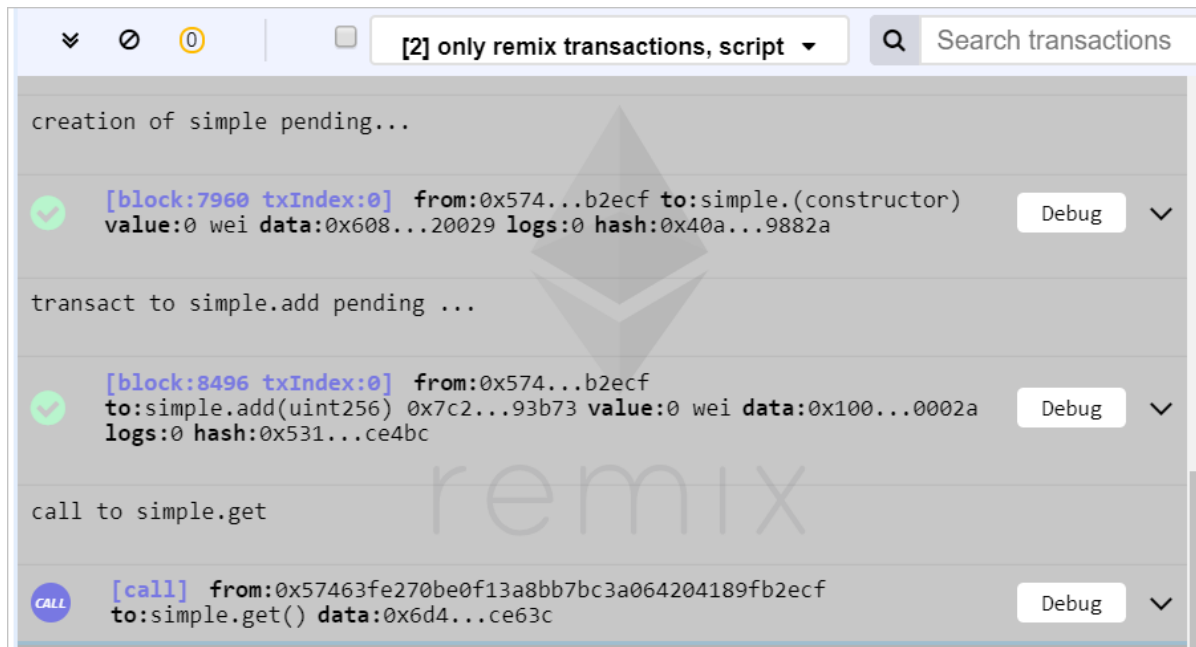 0
[2] only remix transactions, script
Search transactions
creation of simple pending...
[block:7960 txIndex:0] from:0x574...b2ecf to:simple.(constructor)
value:0 wei data:0x608...20029 logs:0 hash:0x40a...9882a
Debug
transact to simple.add pending ...
[block:8496 txIndex:0] from:0x574...b2ecf
to:simple.add(uint256) 0x7c2...93b73 value:0 wei data:0x100...0002a
logs:0 hash:0x531...ce4bc
Debug
remix
call to simple.get
CALL
[call] from:0x57463fe270be0f13a8bb7bc3a064204189fb2ecf
to:simple.get() data:0x6d4...ce63c
Debug